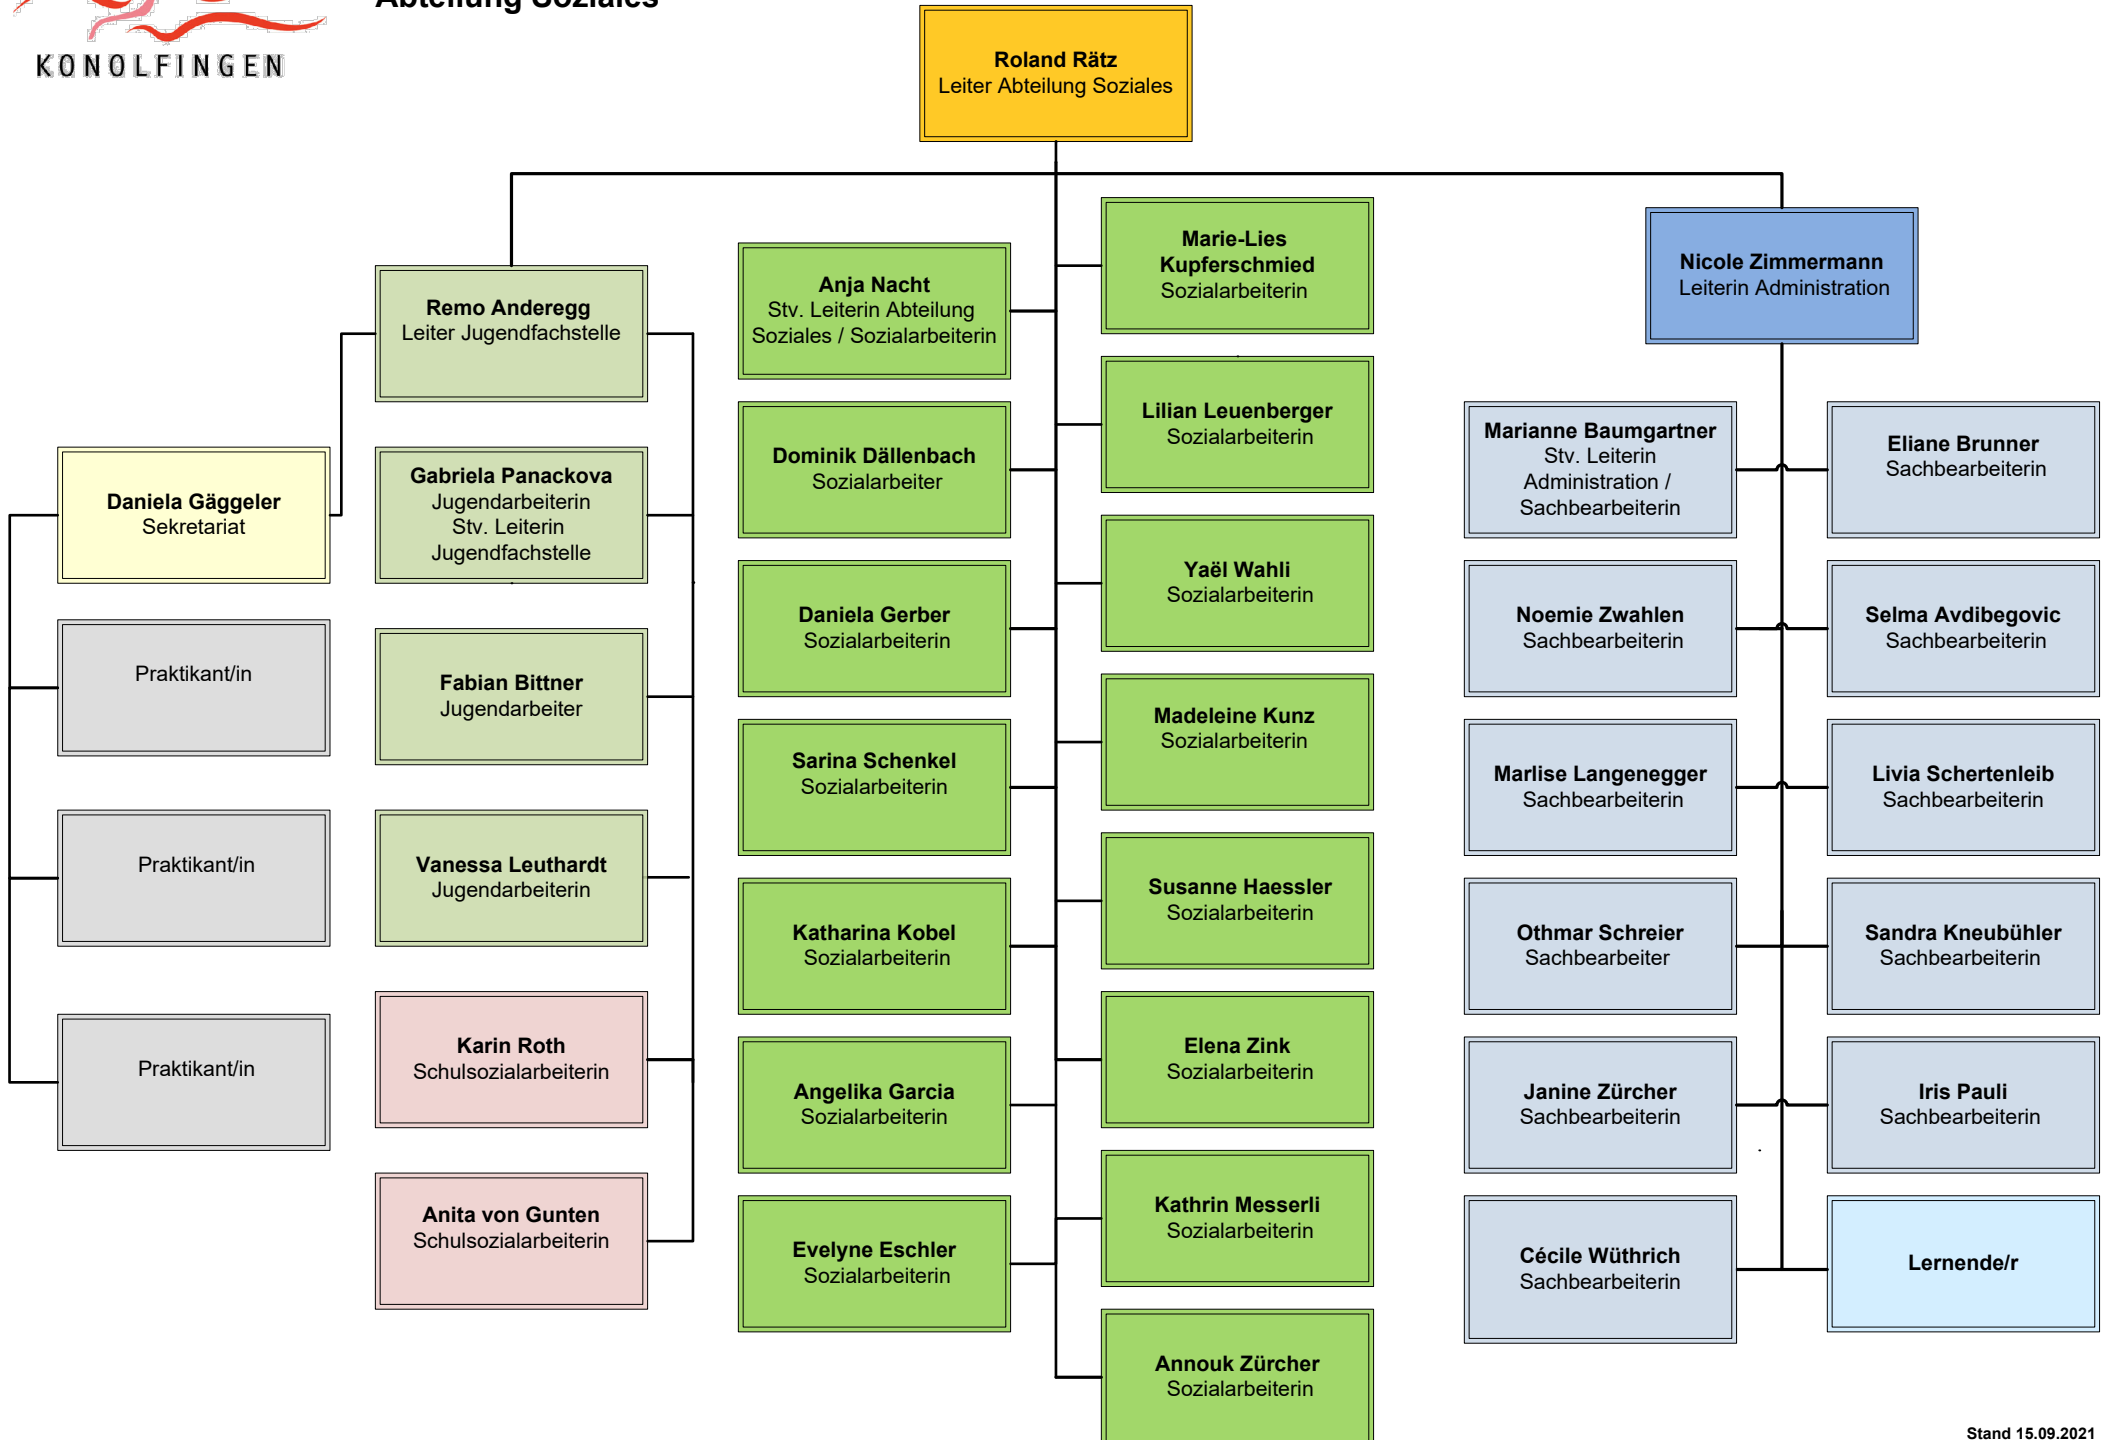 Abteilung Soziales
KONOLFINGEN
Roland Rätz
Leiter Abteilung Soziales
Remo Anderegg
Leiter Jugendfachstelle
Daniela Gäggeler
Sekretariat
Praktikant/in
Praktikant/in
Praktikant/in
Gabriela Panackova
Jugendarbeiterin
Stv. Leiterin
Jugendfachstelle
Fabian Bittner
Jugendarbeiter
Vanessa Leuthardt
Jugendarbeiterin
Karin Roth
Schulsozialarbeiterin
Anita von Gunten
Schulsozialarbeiterin
Anja Nacht
Stv. Leiterin Abteilung
Soziales / Sozialarbeiterin
Dominik Dällenbach
Sozialarbeiter
Daniela Gerber
Sozialarbeiterin
Sarina Schenkel
Sozialarbeiterin
Katharina Kobel
Sozialarbeiterin
Angelika Garcia
Sozialarbeiterin
Evelyne Eschler
Sozialarbeiterin
Marie-Lies
Kupferschmied
Sozialarbeiterin
Lilian Leuenberger
Sozialarbeiterin
Yaël Wahli
Sozialarbeiterin
Madeleine Kunz
Sozialarbeiterin
Susanne Haessler
Sozialarbeiterin
Elena Zink
Sozialarbeiterin
Kathrin Messerli
Sozialarbeiterin
Annouk Zürcher
Sozialarbeiterin
Nicole Zimmermann
Leiterin Administration
Marianne Baumgartner
Stv. Leiterin
Administration /
Sachbearbeiterin
Noemie Zwahlen
Sachbearbeiterin
Marlise Langenegger
Sachbearbeiterin
Othmar Schreier
Sachbearbeiter
Janine Zürcher
Sachbearbeiterin
Cécile Wüthrich
Sachbearbeiterin
Eliane Brunner
Sachbearbeiterin
Selma Avdibegovic
Sachbearbeiterin
Livia Schertenleib
Sachbearbeiterin
Sandra Kneubühler
Sachbearbeiterin
Iris Pauli
Sachbearbeiterin
Lernende/r
Stand 15.09.2021